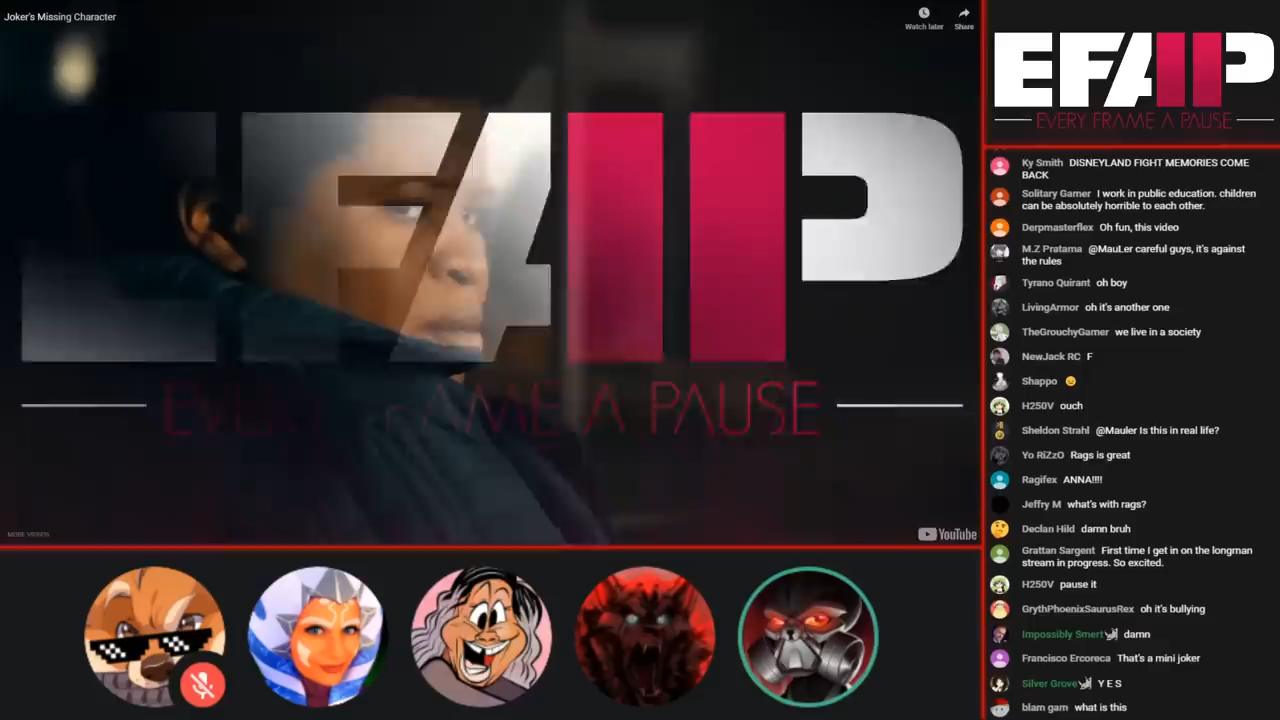 Joker's Missing Character
Watch later
Share
EFAP
EVERY FRAME A PAUSE
MORE VIDEOS
YouTube
EFAP
EVERY FRAME A PAUSE
Ky Smith DISNEYLAND FIGHT MEMORIES COME
BACK
Solitary Gamer I work in public education. children
can be absolutely horrible to each other.
Derpmasterflex Oh fun, this video
M.Z Pratama @MauLer careful guys, it's against
the rules
Tyrano Quirant oh boy
LivingArmor oh it's another one
TheGrouchyGamer we live in a society
NewJack RC F
Shappo
H250V ouch
Sheldon Strahl @Mauler Is this in real life?
Yo RiZzO Rags is great
Ragifex ANNA!!!!
Jeffry M what's with rags?
Declan Hild damn bruh
Grattan Sargent First time I get in on the longman
stream in progress. So excited.
H250V pause it
GrythPhoenixSaurusRex oh it's bullying
Impossibly Smert damn
Francisco Ercoreca That's a mini joker
Silver Grove Y E S
blam gam what is this